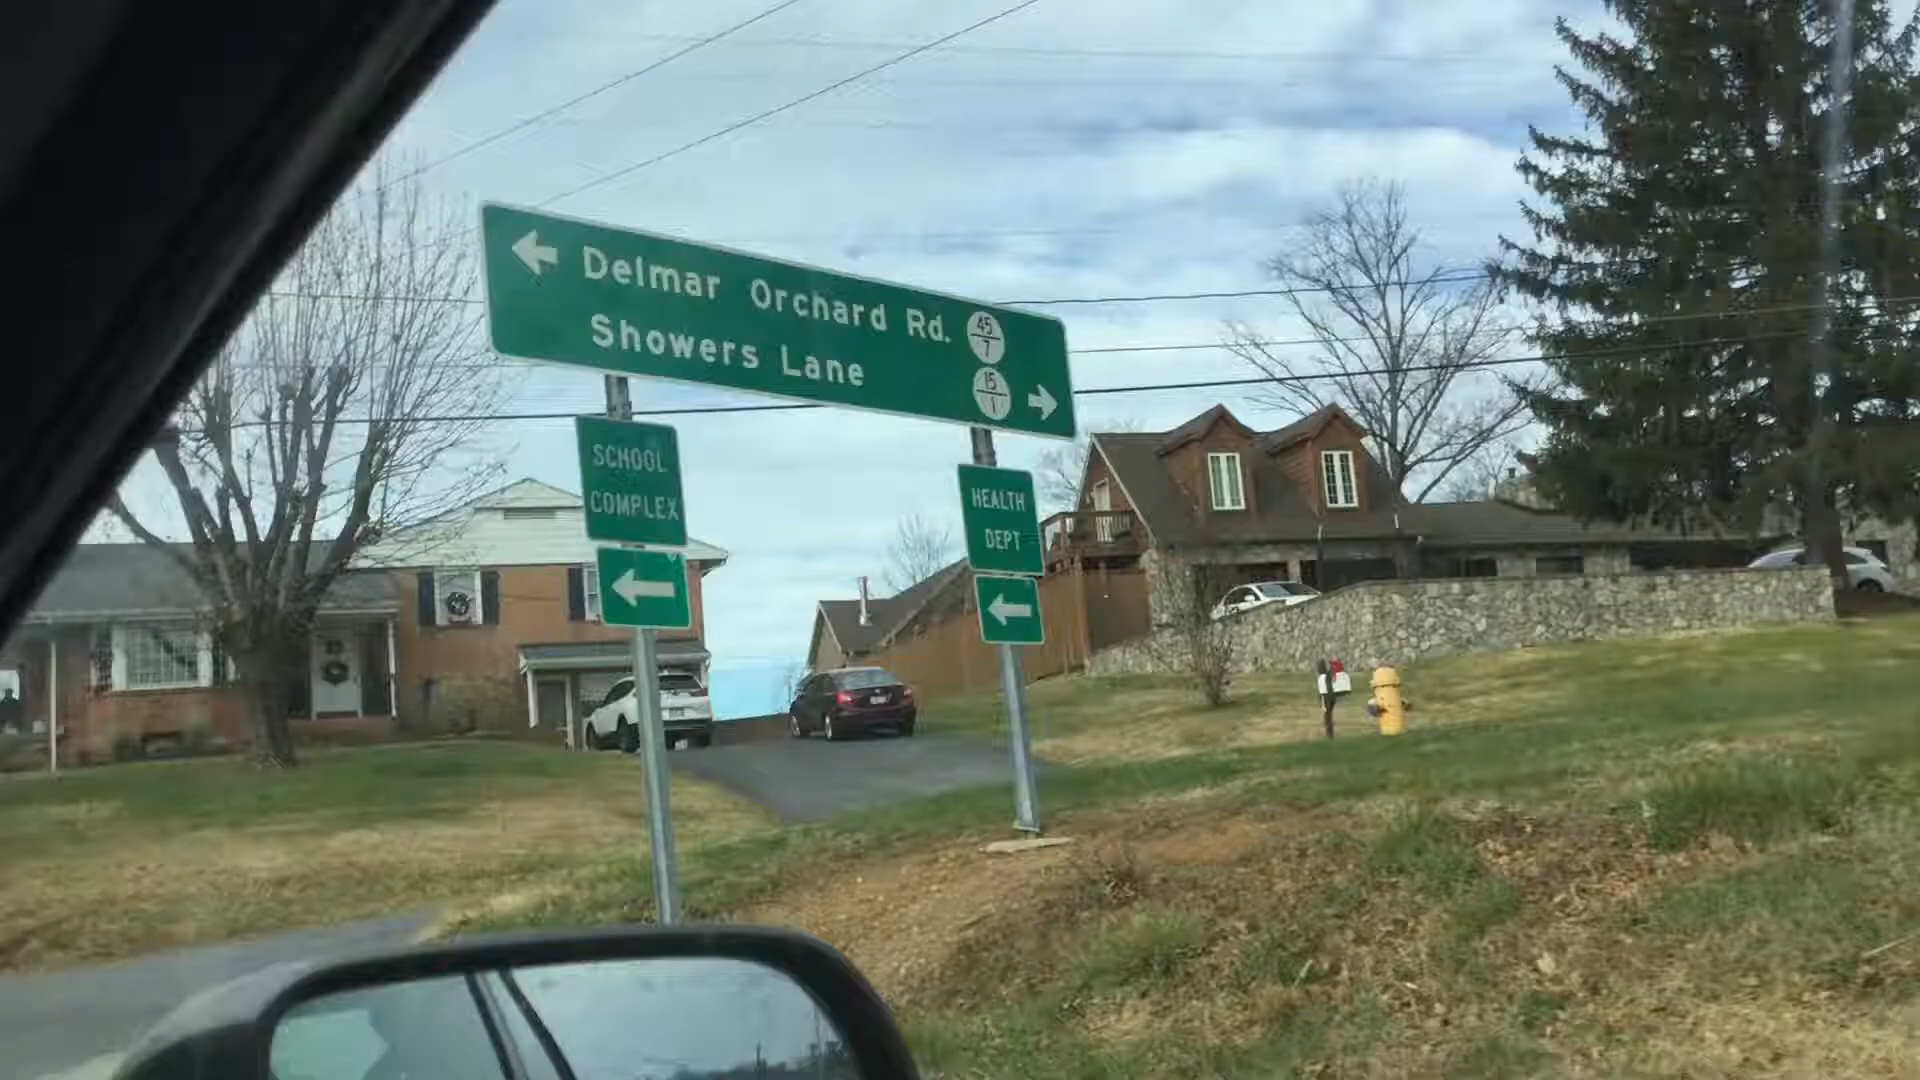 Delmar Orchard Rd. 45/7
Showers Lane 15/1
SCHOOL
COMPLEX
HEALTH
DEPT